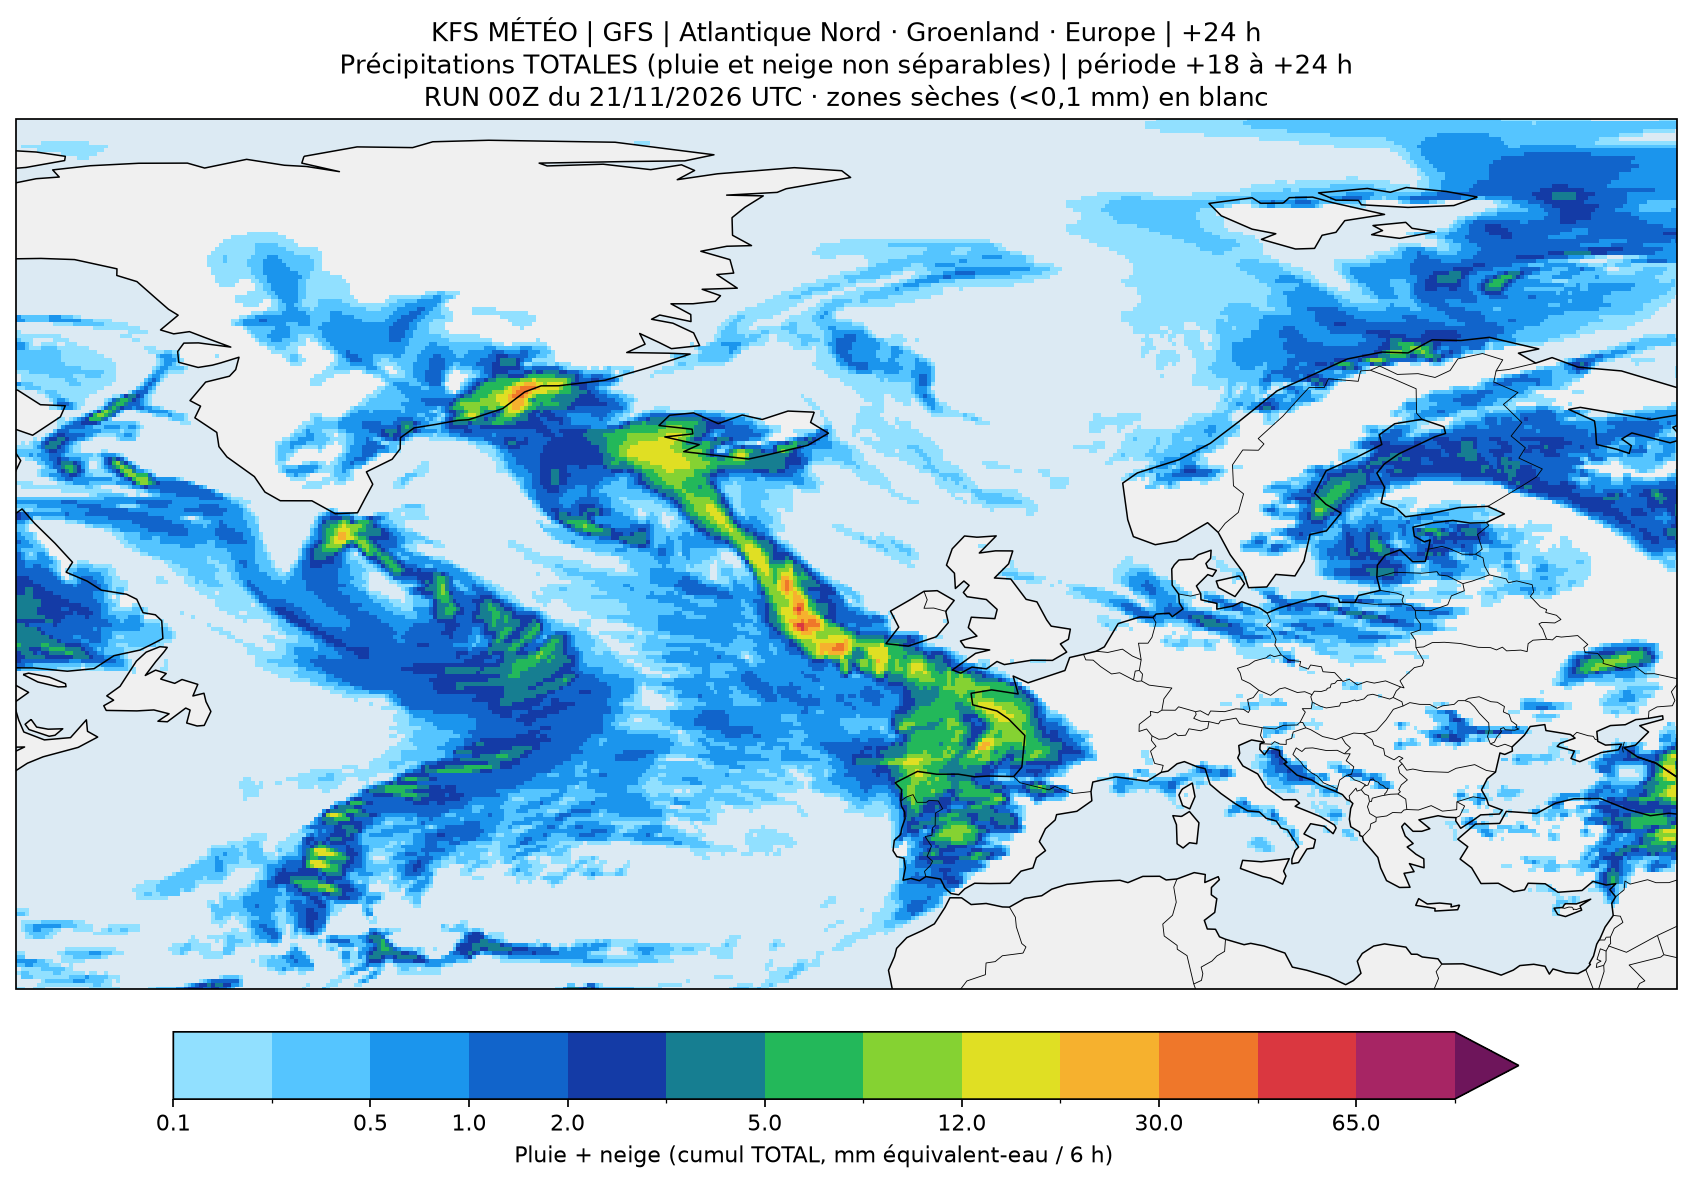 KFS MÉTÉO | GFS | Atlantique Nord · Groenland · Europe | +24 h
Précipitations TOTALES (pluie et neige non séparables) | période +18 à +24 h
RUN 00Z du 21/11/2026 UTC · zones sèches (<0,1 mm) en blanc
0.1 0.5 1.0 2.0 5.0 12.0 30.0 65.0
Pluie + neige (cumul TOTAL, mm équivalent-eau / 6 h)